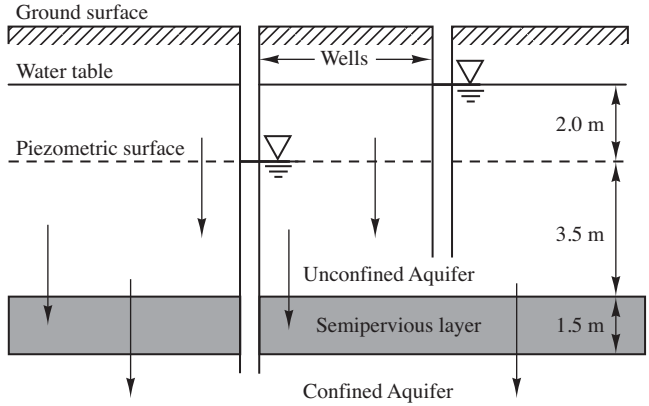 Ground surface
Wells
Water table
2.0 m
Piezometric surface
3.5 m
Unconfined Aquifer
Semipervious layer
1.5 m
Confined Aquifer